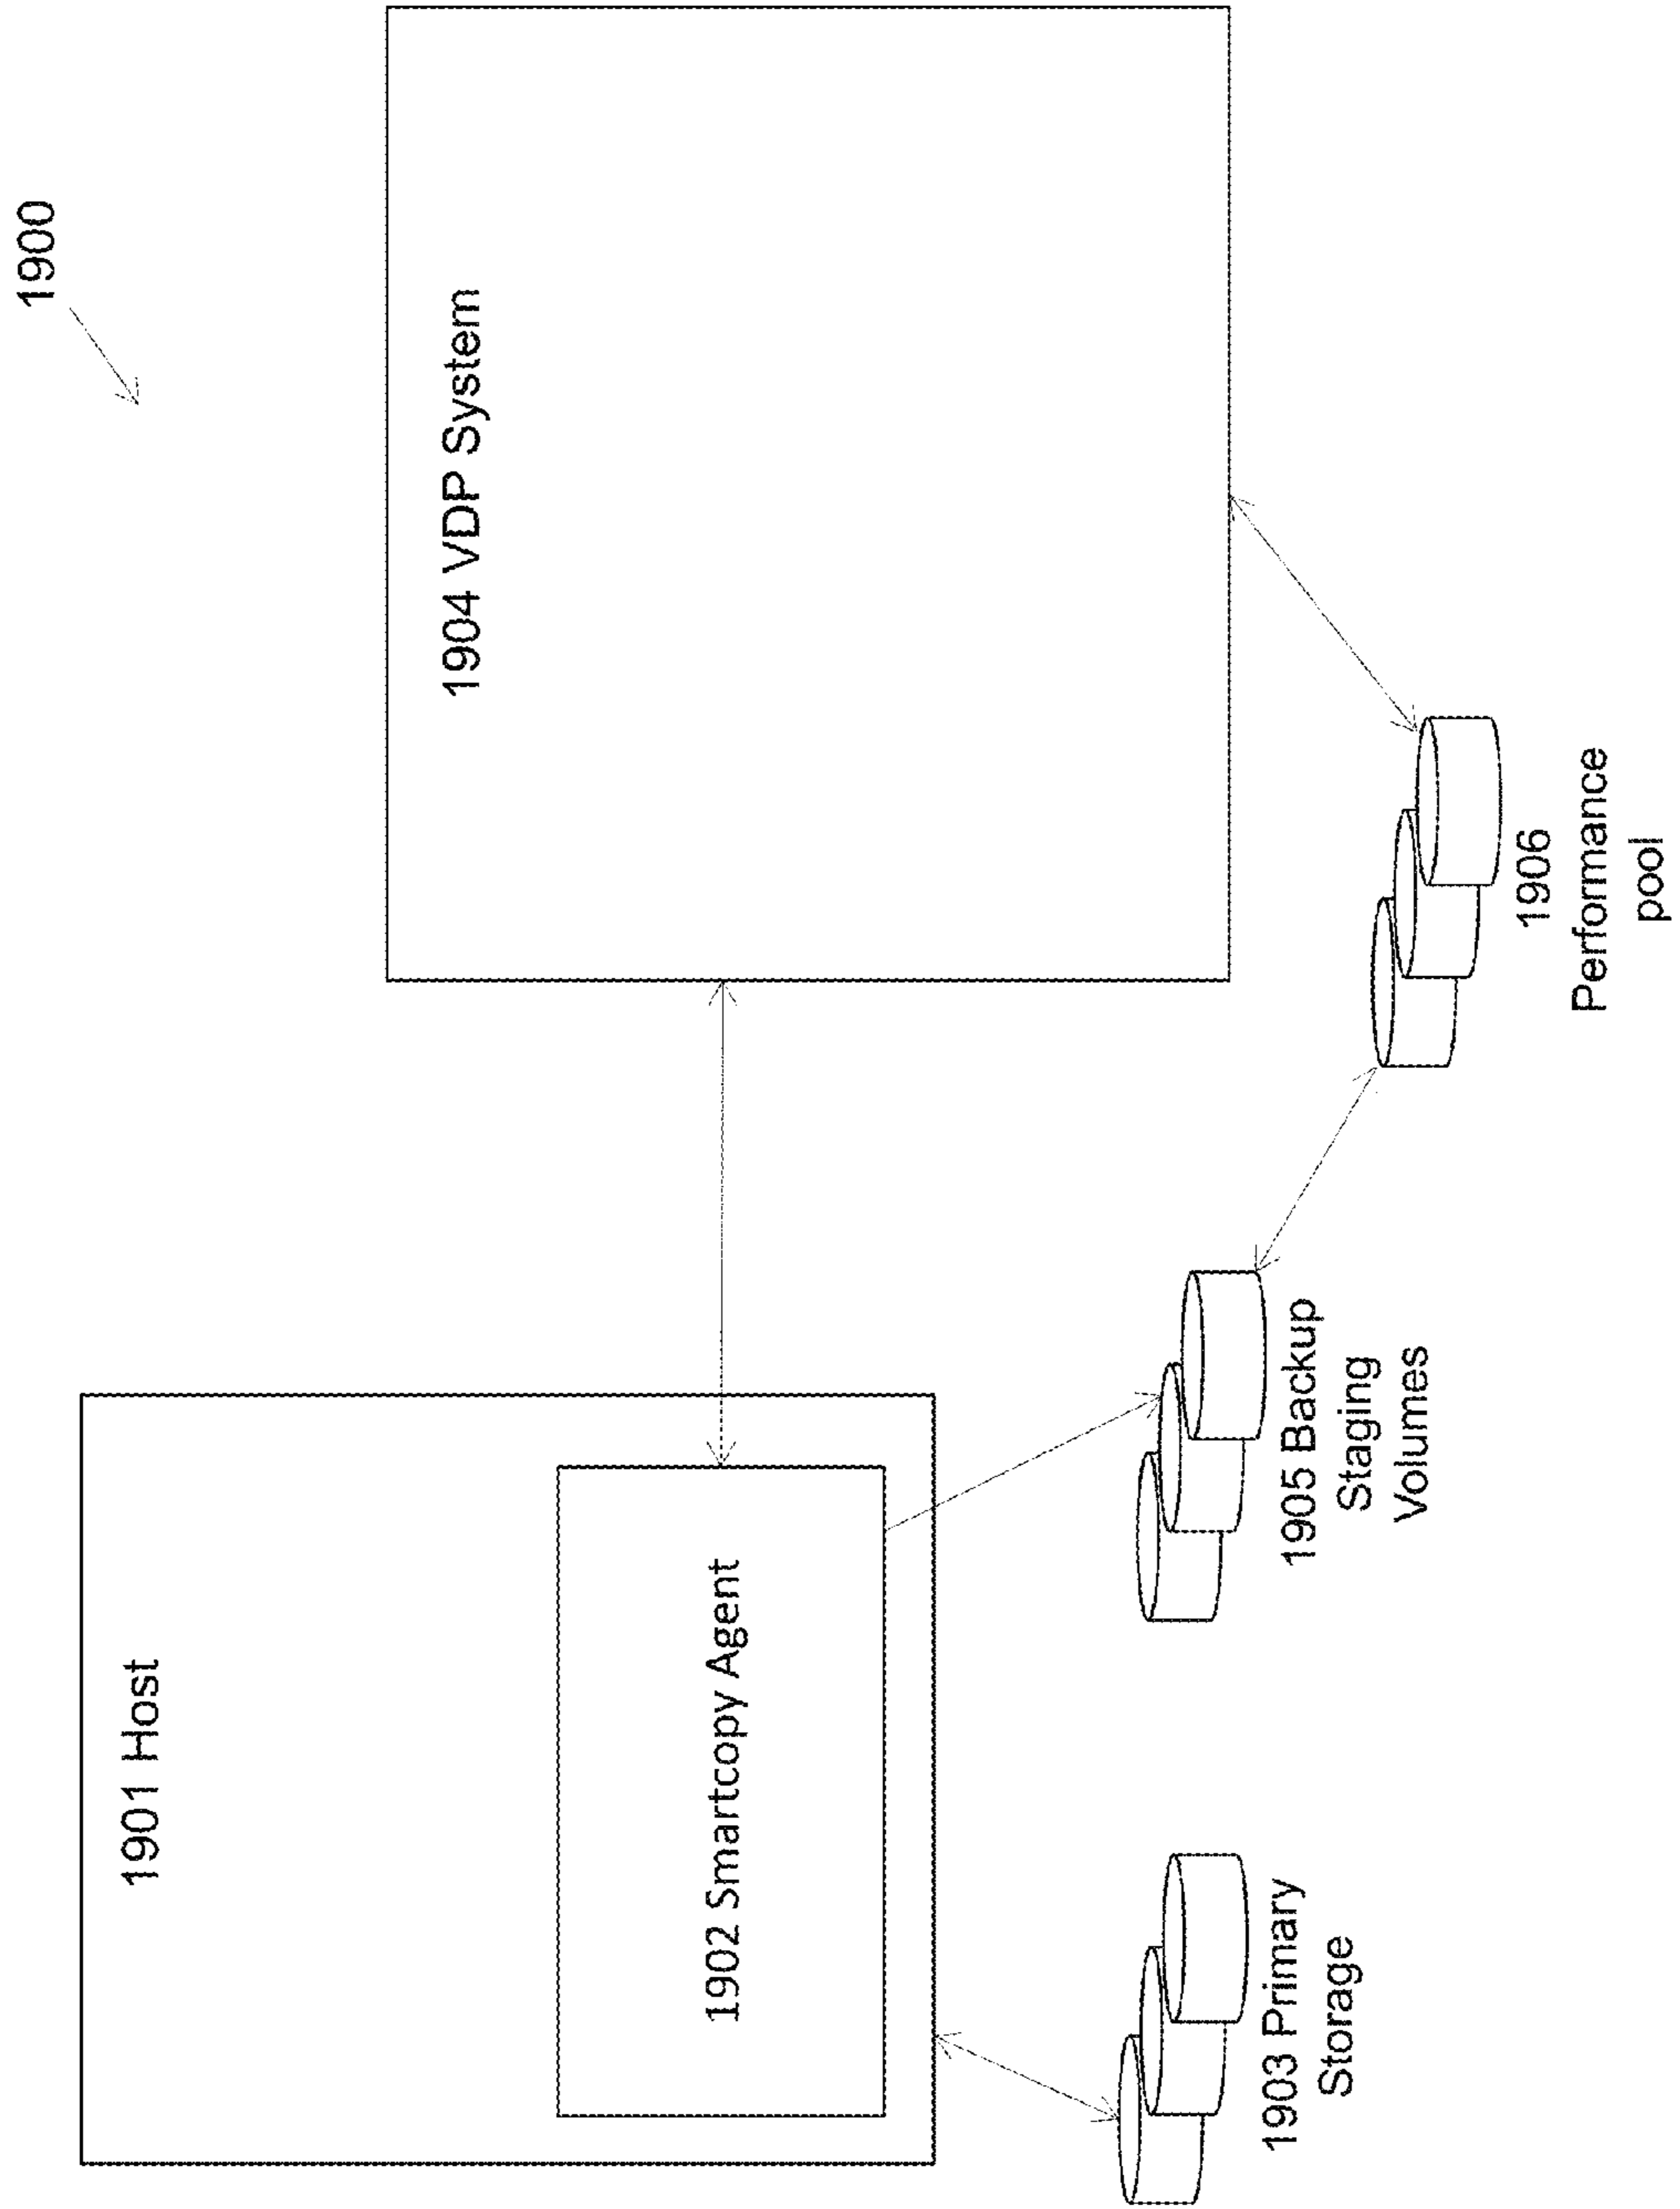 1900
1901 Host
1904 VDP System
1902 Smartcopy Agent
1903 Primary
Storage
1905 Backup
Staging
Volumes
1906
Performance
pool